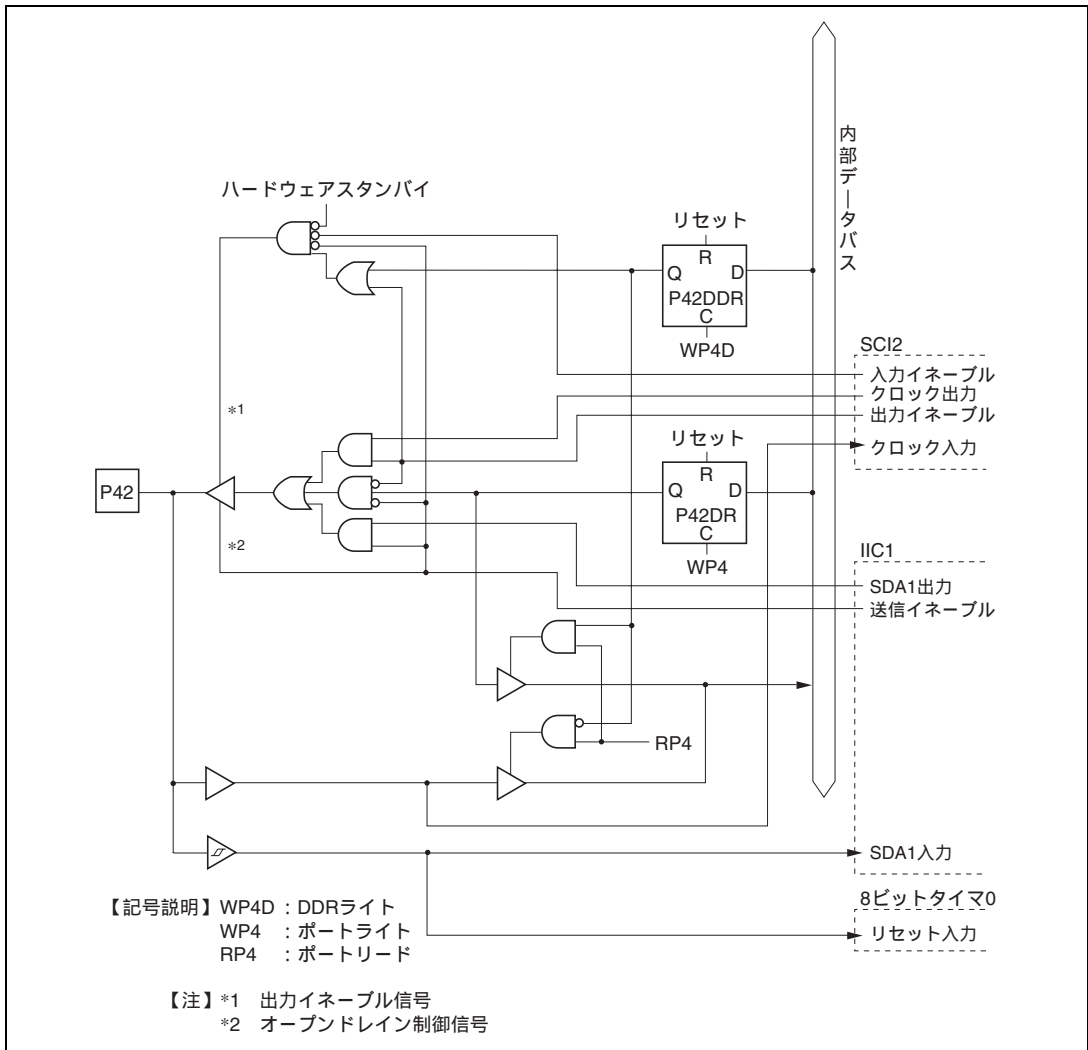 内部データバス
ハードウェアスタンバイ
リセット
R
Q D
P42DDR
C
WP4D
SCI2
入力イネーブル
クロック出力
出力イネーブル
クロック入力
*1
リセット
R
Q D
P42DR
C
WP4
P42
*2
IIC1
SDA1出力
送信イネーブル
RP4
SDA1入力
8ビットタイマ0
リセット入力
【記号説明】WP4D : DDRライト
WP4 : ポートライト
RP4 : ポートリード
【注】*1 出力イネーブル信号
*2 オープンドレイン制御信号